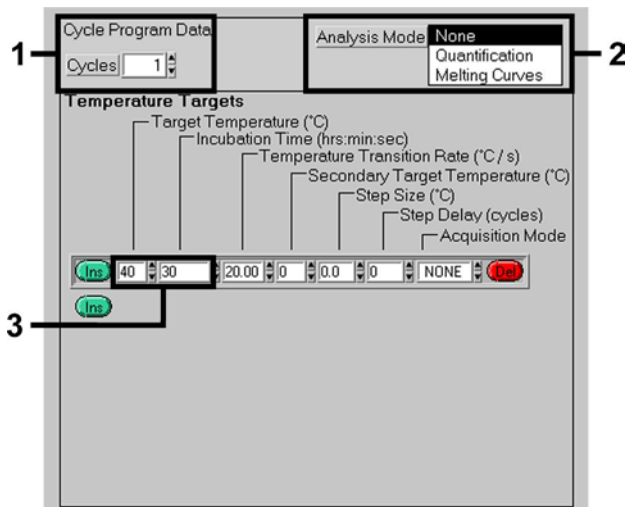 Cycle Program Data
Cycles 1
Analysis Mode None
Quantification
Melting Curves
1
2
Temperature Targets
Target Temperature (°C)
Incubation Time (hrs:min:sec)
Temperature Transition Rate (°C / s)
Secondary Target Temperature (°C)
Step Size (°C)
Step Delay (cycles)
Acquisition Mode
Ins 40 30 20.00 0 0.0 0 NONE Del
Ins
3